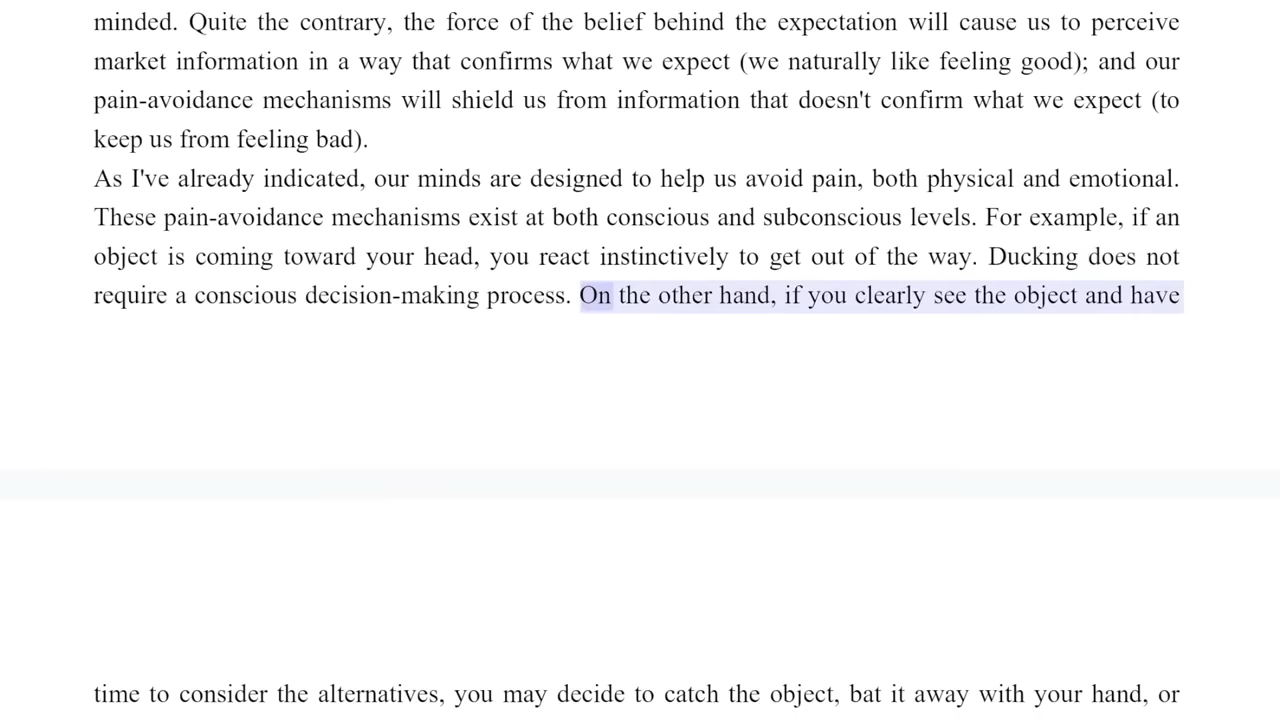 minded. Quite the contrary, the force of the belief behind the expectation will cause us to perceive
market information in a way that confirms what we expect (we naturally like feeling good); and our
pain-avoidance mechanisms will shield us from information that doesn't confirm what we expect (to
keep us from feeling bad).
As I've already indicated, our minds are designed to help us avoid pain, both physical and emotional.
These pain-avoidance mechanisms exist at both conscious and subconscious levels. For example, if an
object is coming toward your head, you react instinctively to get out of the way. Ducking does not
require a conscious decision-making process. On the other hand, if you clearly see the object and have
time to consider the alternatives, you may decide to catch the object, bat it away with your hand, or